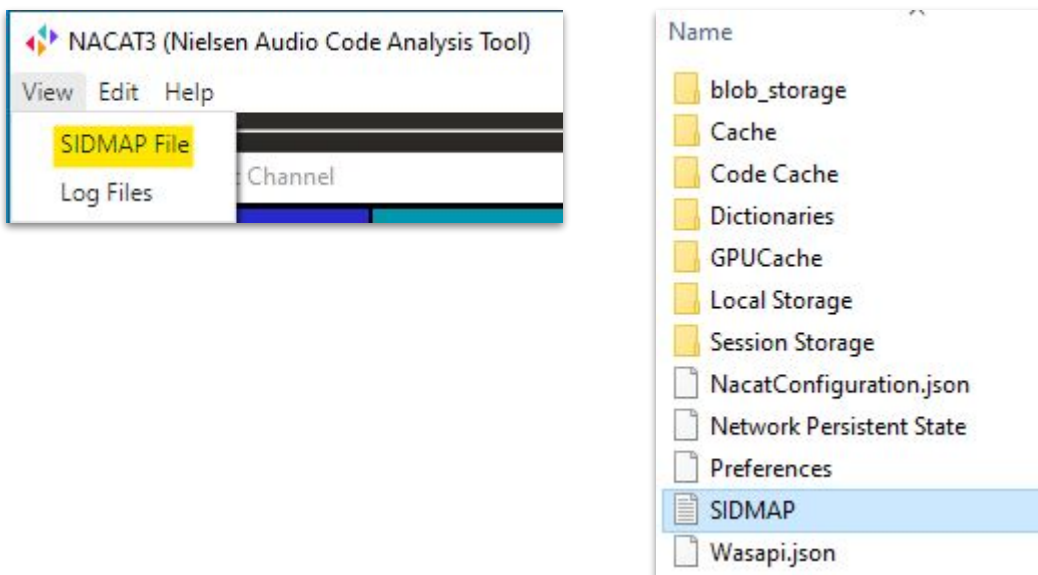 NACAT3 (Nielsen Audio Code Analysis Tool)
View Edit Help
SIDMAP File
Log Files
Channel
Name
blob_storage
Cache
Code Cache
Dictionaries
GPUCache
Local Storage
Session Storage
NacatConfiguration.json
Network Persistent State
Preferences
SIDMAP
Wasapi.json